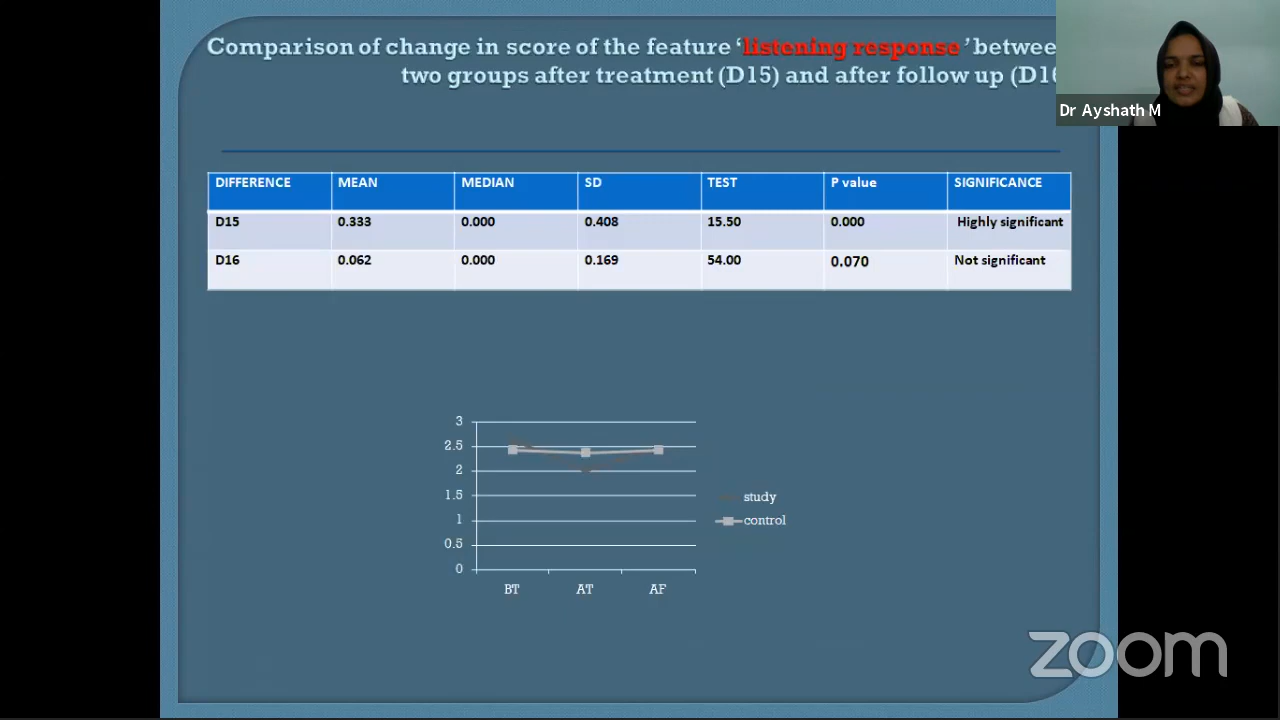 Comparison of change in score of the feature ‘listening response’ betwee
two groups after treatment (D15) and after follow up (D16
Dr Ayshath M
DIFFERENCE MEAN MEDIAN SD TEST P value SIGNIFICANCE
D15 0.333 0.000 0.408 15.50 0.000 Highly significant
D16 0.062 0.000 0.169 54.00 0.070 Not significant
3
2.5
2
1.5
1
0.5
0
BT AT AF
study
control
zoom